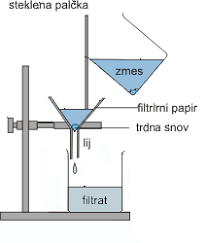 steklena palčka
zmes
filtrirni papir
trdna snov
lij
filtrat